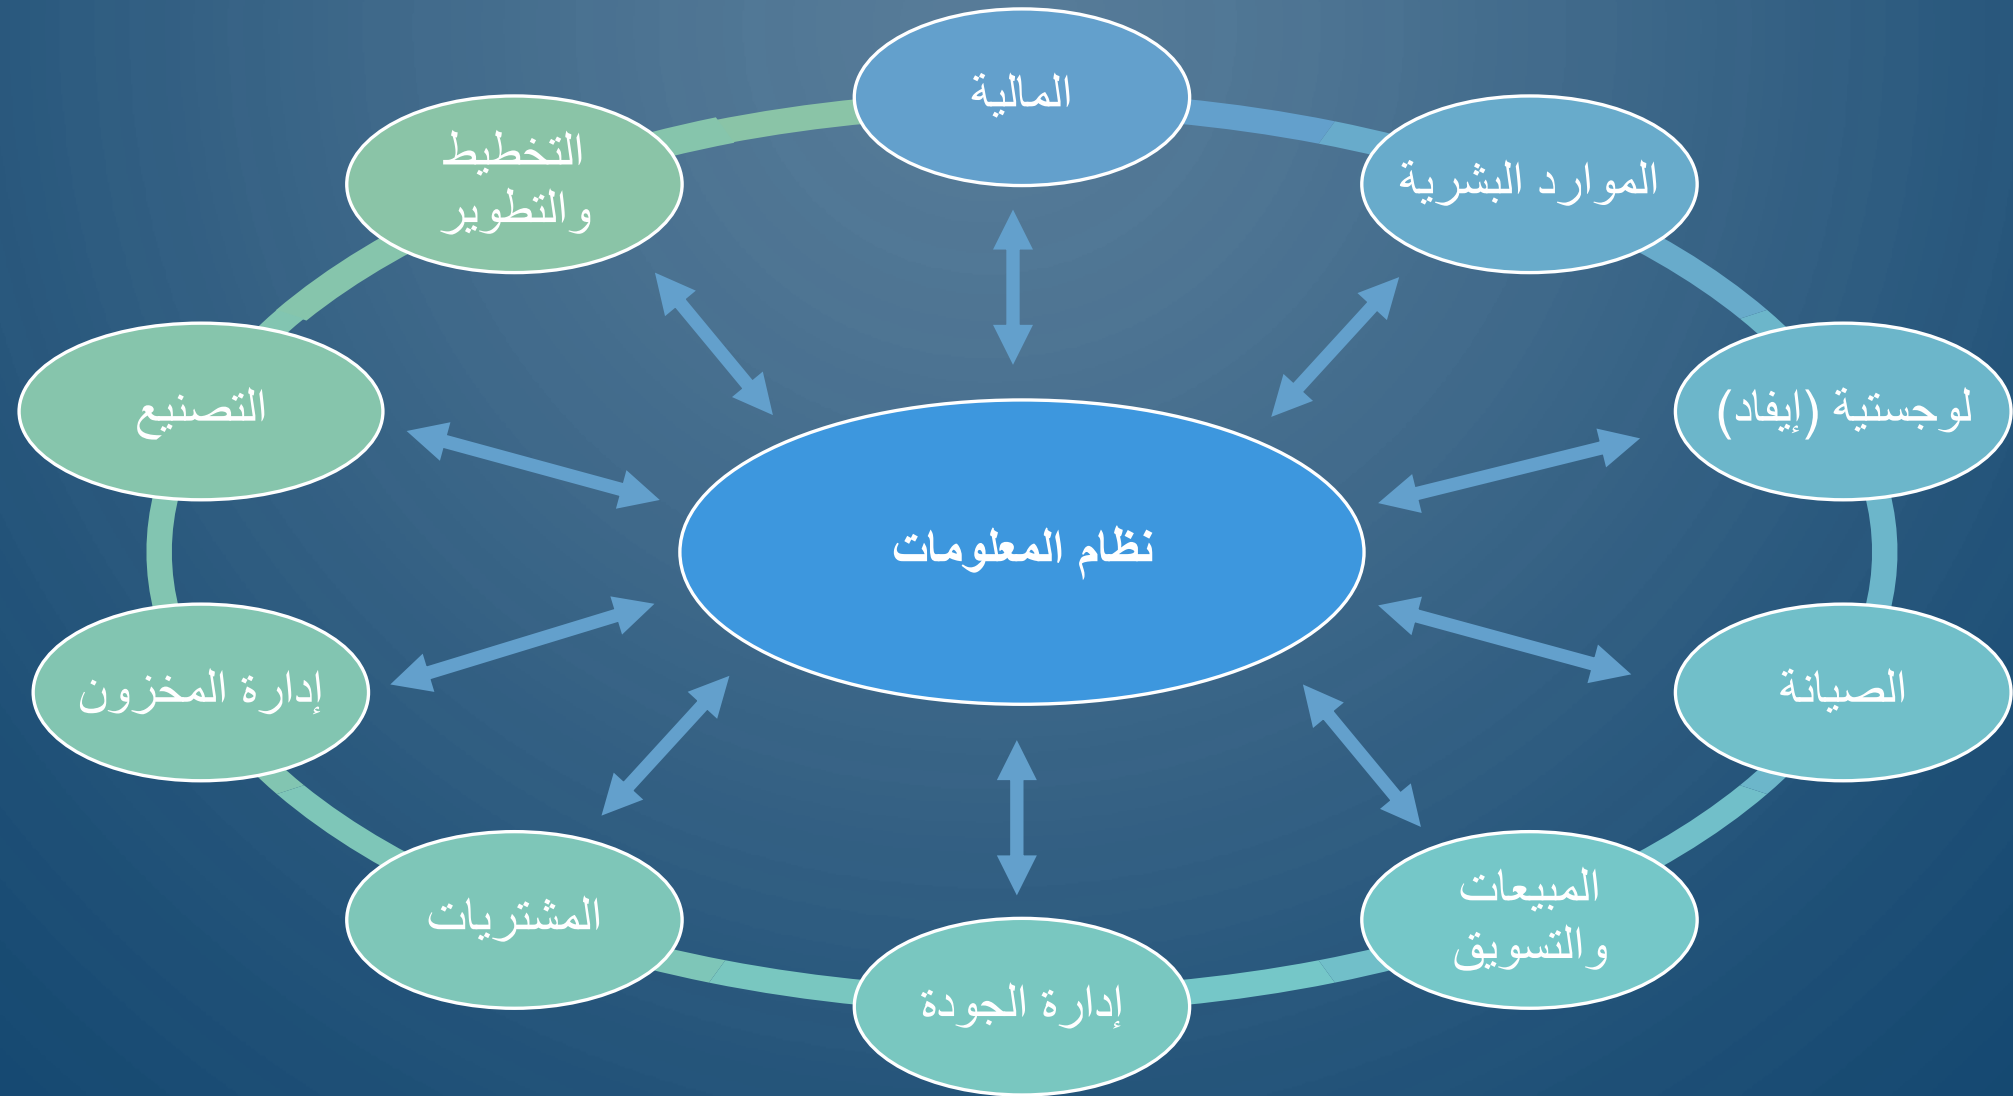 المالية
الموارد البشرية
التخطيط
والتطوير
لوجستية (إيفاد)
التصنيع
نظام المعلومات
الصيانة
إدارة المخزون
المبيعات
والتسويق
المشتريات
إدارة الجودة